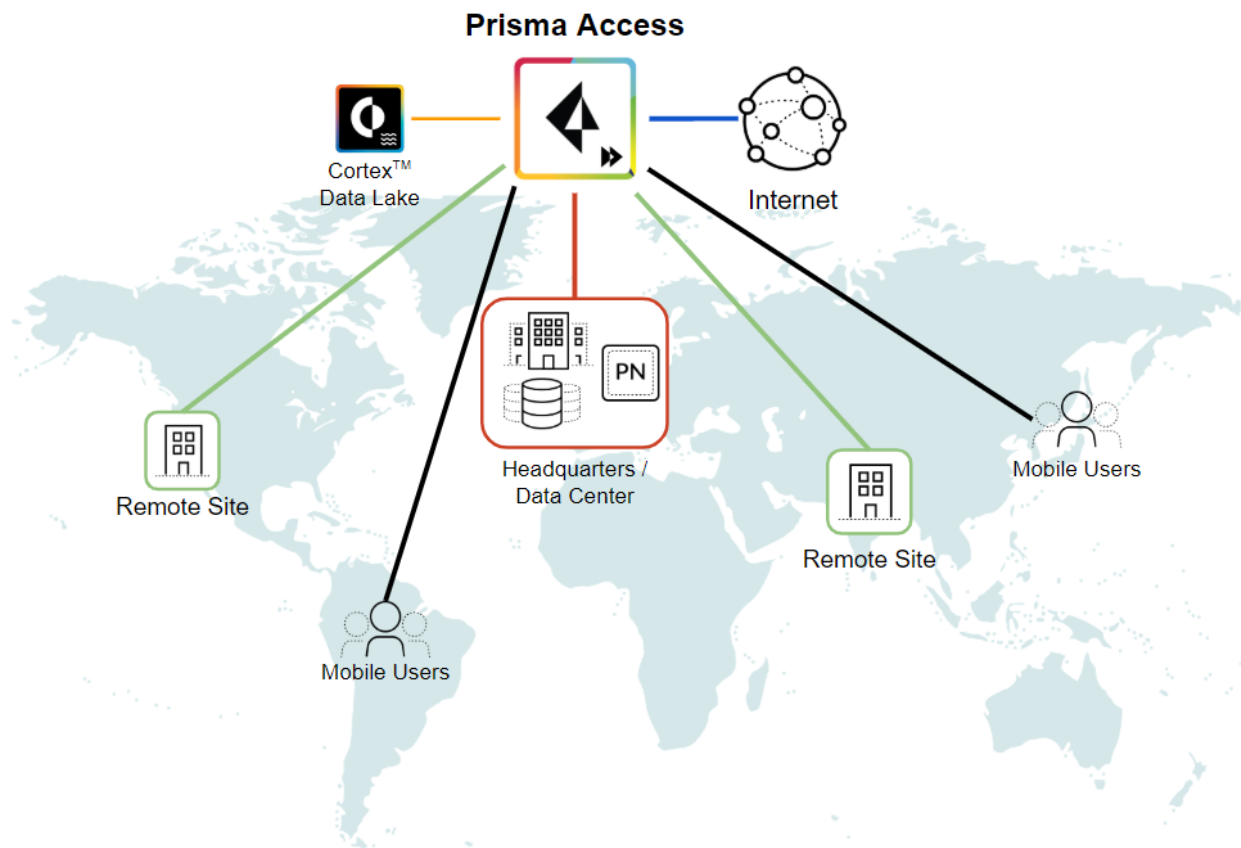 Prisma Access
Cortex™
Data Lake
Internet
PN
Headquarters /
Data Center
Mobile Users
Remote Site
Remote Site
Mobile Users